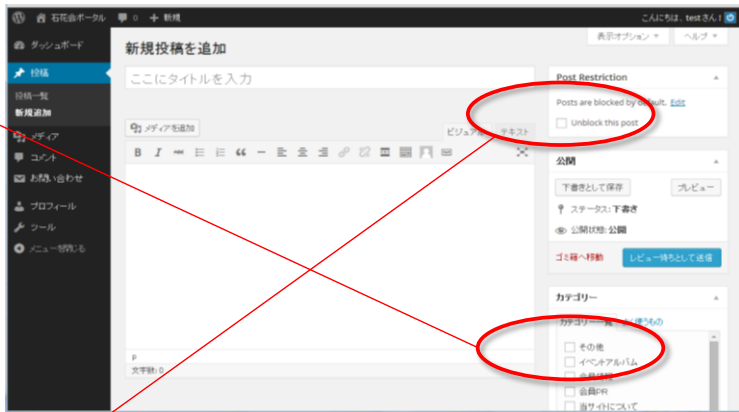 石花会ポータル 0 + 新規
こんにちは, testさん!
ダッシュボード
投稿
投稿一覧
新規追加
メディア
コメント
お問い合わせ
プロフィール
ツール
メニューを閉じる
表示オプション ヘルプ
新規投稿を追加
ここにタイトルを入力
メディアを追加
ビジュアル テキスト
B I ABC
p
文字数: 0
Post Restriction
Posts are blocked by default. Edit
Unblock this post
公開
下書きとして保存 プレビュー
ステータス: 下書き
公開状態: 公開
ゴミ箱へ移動 レビュー待ちとして送信
カテゴリー
カテゴリー一覧 よく使うもの
その他
イベントアルバム
会員情報
会員PR
当サイトについて